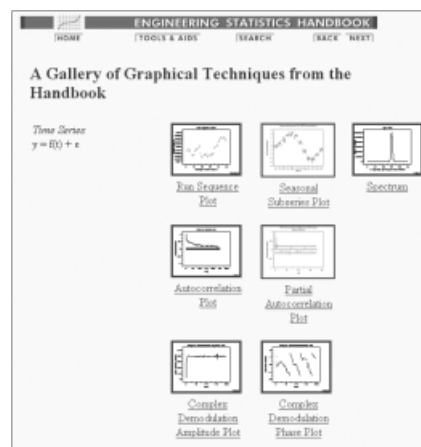 ENGINEERING STATISTICS HANDBOOK
HOME TOOLS & AIDS SEARCH BACK NEXT
A Gallery of Graphical Techniques from the
Handbook
Time Series
y = f(t) + ε
Run Sequence
Plot
Seasonal
Subseries Plot
Spectrum
Autocorrelation
Plot
Partial
Autocorrelation
Plot
Complex
Demodulation
Amplitude Plot
Complex
Demodulation
Phase Plot